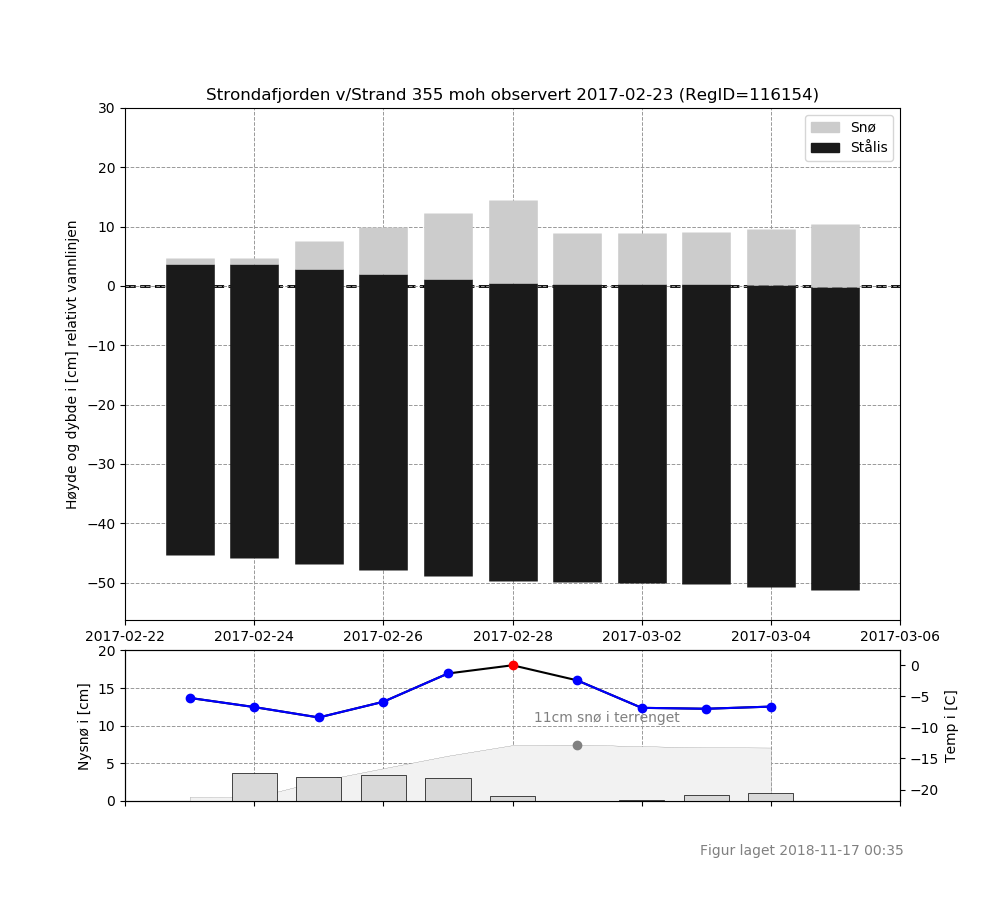 Strondafjorden v/Strand 355 moh observert 2017-02-23 (RegID=116154)
Snø
Stålis
Høyde og dybde i [cm] relativt vannlinjen
30
20
10
0
−10
−20
−30
−40
−50
2017-02-22 2017-02-24 2017-02-26 2017-02-28 2017-03-02 2017-03-04 2017-03-06
Nysnø i [cm]
20
15
10
5
0
11cm snø i terrenget
0
−5
−10
−15
−20
Temp i [C]
Figur laget 2018-11-17 00:35